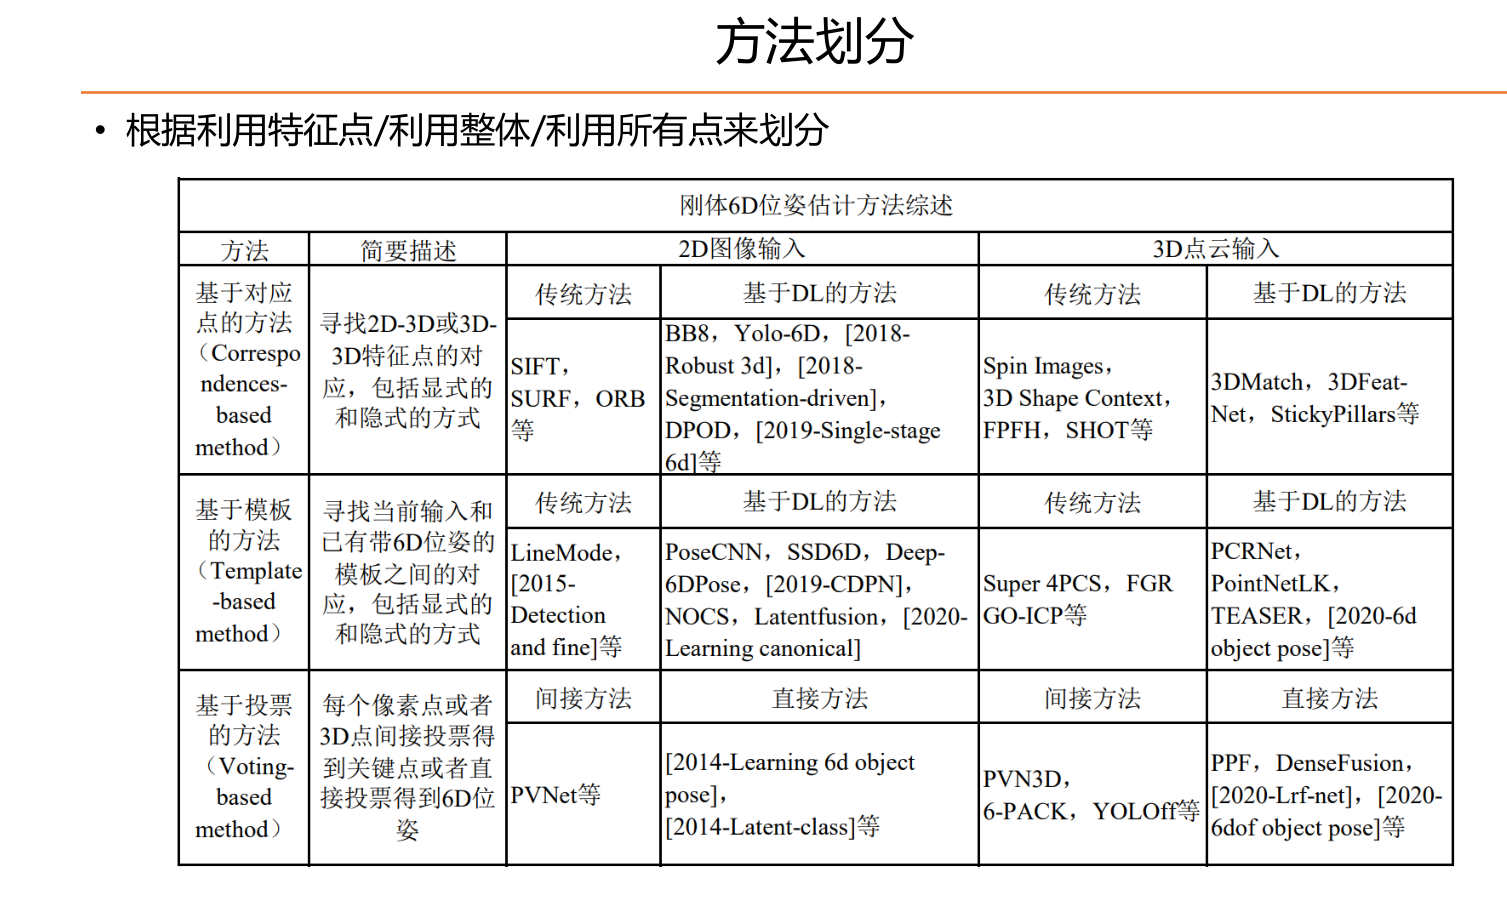 方法划分
• 根据利用特征点/利用整体/利用所有点来划分
刚体6D位姿估计方法综述
方法
简要描述
2D图像输入
3D点云输入
基于对应
点的方法
（Correspo
ndences-
based
method）
寻找2D-3D或3D-
3D特征点的对
应，包括显式的
和隐式的方式
传统方法
基于DL的方法
传统方法
基于DL的方法
SIFT，
SURF，ORB
等
BB8，Yolo-6D，[2018-
Robust 3d]，[2018-
Segmentation-driven]，
DPOD，[2019-Single-stage
6d]等
Spin Images，
3D Shape Context，
FPFH，SHOT等
3DMatch，3DFeat-
Net，StickyPillars等
基于模板
的方法
（Template
-based
method）
寻找当前输入和
已有带6D位姿的
模板之间的对
应，包括显式的
和隐式的方式
传统方法
基于DL的方法
传统方法
基于DL的方法
LineMode，
[2015-
Detection
and fine]等
PoseCNN，SSD6D，Deep-
6DPose，[2019-CDPN]，
NOCS，Latentfusion，[2020-
Learning canonical]
Super 4PCS，FGR
GO-ICP等
PCRNet，
PointNetLK，
TEASER，[2020-6d
object pose]等
基于投票
的方法
（Voting-
based
method）
每个像素点或者
3D点间接投票得
到关键点或者直
接投票得到6D位
姿
间接方法
直接方法
间接方法
直接方法
PVNet等
[2014-Learning 6d object
pose]，
[2014-Latent-class]等
PVN3D，
6-PACK，YOLOff等
PPF，DenseFusion，
[2020-Lrf-net]，[2020-
6dof object pose]等